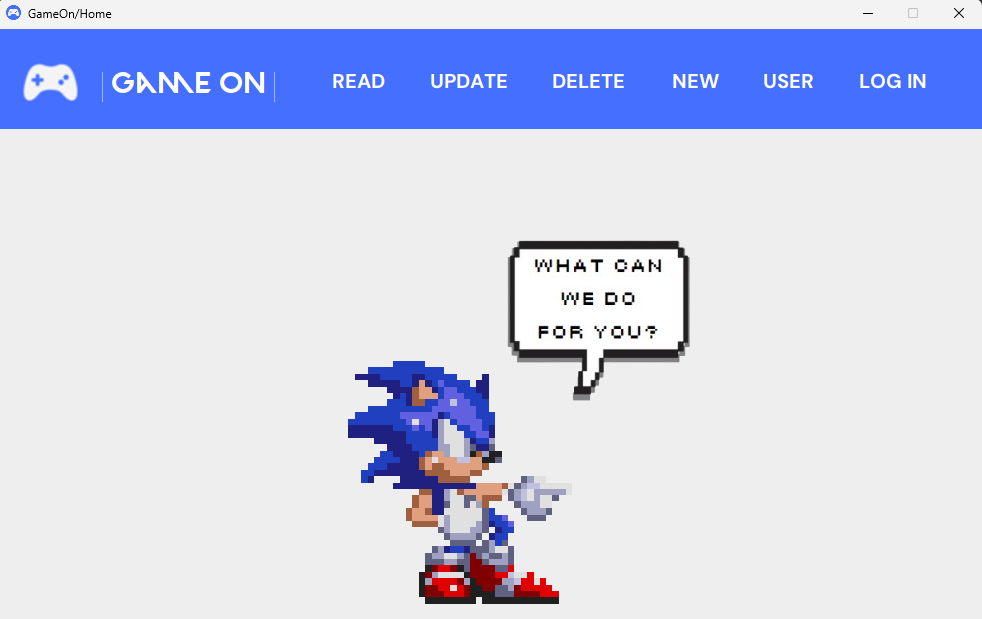 GameOn/Home
GAME ON
READ UPDATE DELETE NEW USER LOG IN
WHAT CAN
WE DO
FOR YOU?